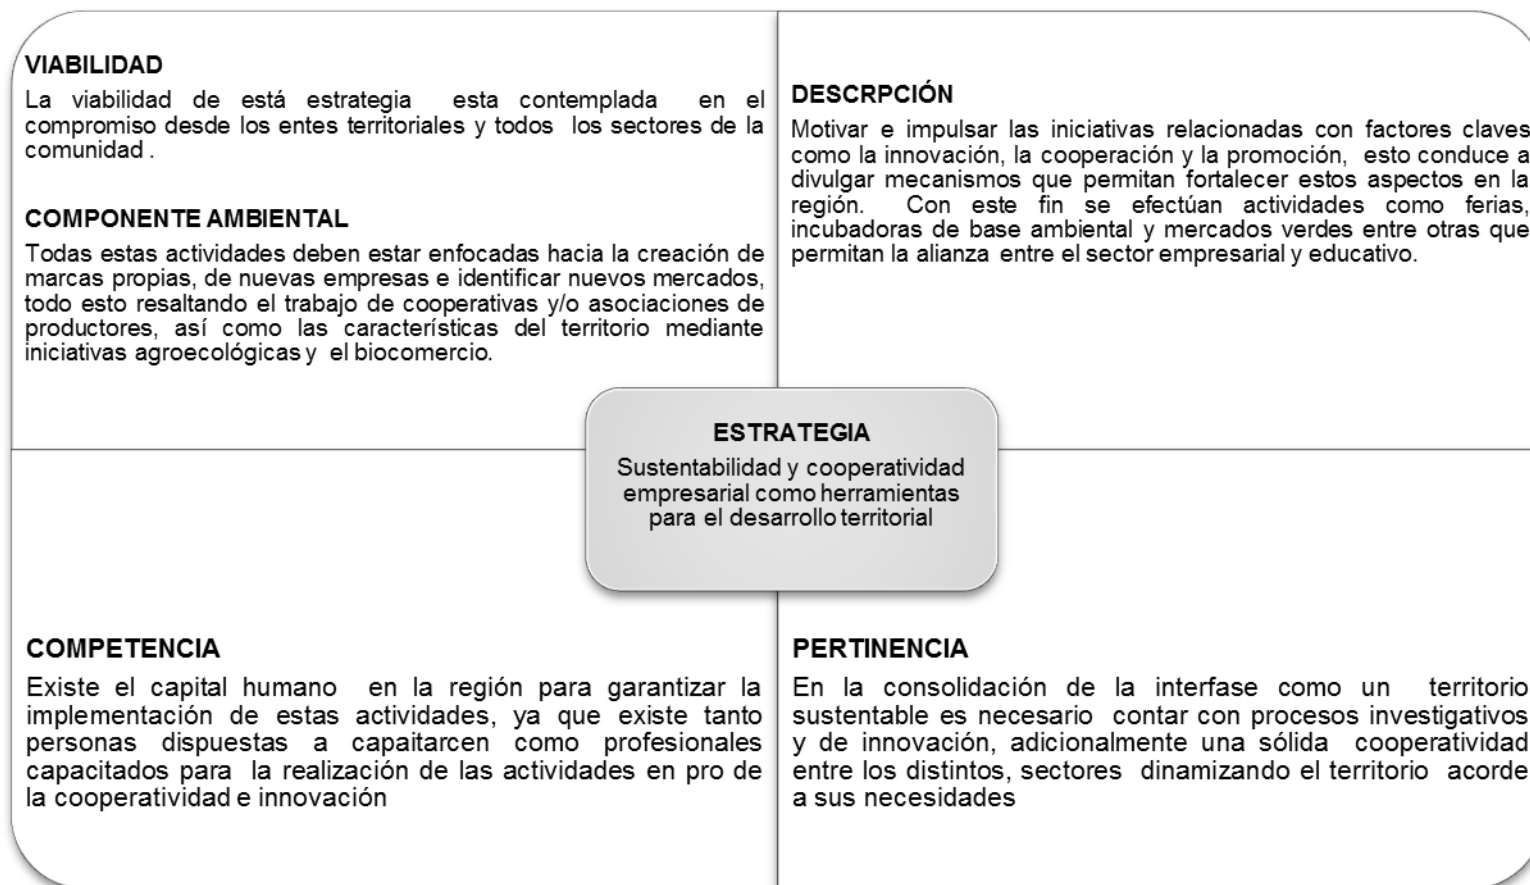 VIABILIDAD
La viabilidad de está estrategia esta contemplada en el
compromiso desde los entes territoriales y todos los sectores de la
comunidad .
COMPONENTE AMBIENTAL
Todas estas actividades deben estar enfocadas hacia la creación de
marcas propias, de nuevas empresas e identificar nuevos mercados,
todo esto resaltando el trabajo de cooperativas y/o asociaciones de
productores, así como las características del territorio mediante
iniciativas agroecológicas y el biocomercio.
DESCRPCIÓN
Motivar e impulsar las iniciativas relacionadas con factores claves
como la innovación, la cooperación y la promoción, esto conduce a
divulgar mecanismos que permitan fortalecer estos aspectos en la
región. Con este fin se efectúan actividades como ferias,
incubadoras de base ambiental y mercados verdes entre otras que
permitan la alianza entre el sector empresarial y educativo.
ESTRATEGIA
Sustentabilidad y cooperatividad
empresarial como herramientas
para el desarrollo territorial
COMPETENCIA
Existe el capital humano en la región para garantizar la
implementación de estas actividades, ya que existe tanto
personas dispuestas a capaitarcen como profesionales
capacitados para la realización de las actividades en pro de
la cooperatividad e innovación
PERTINENCIA
En la consolidación de la interfase como un territorio
sustentable es necesario contar con procesos investigativos
y de innovación, adicionalmente una sólida cooperatividad
entre los distintos, sectores dinamizando el territorio acorde
a sus necesidades